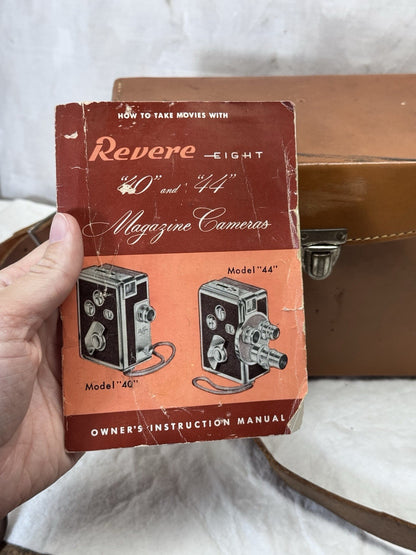 HOW TO TAKE MOVIES WITH
Revere EIGHT
"40" and "44"
Magazine Cameras
Model "44"
Model "40"
OWNER'S INSTRUCTION MANUAL